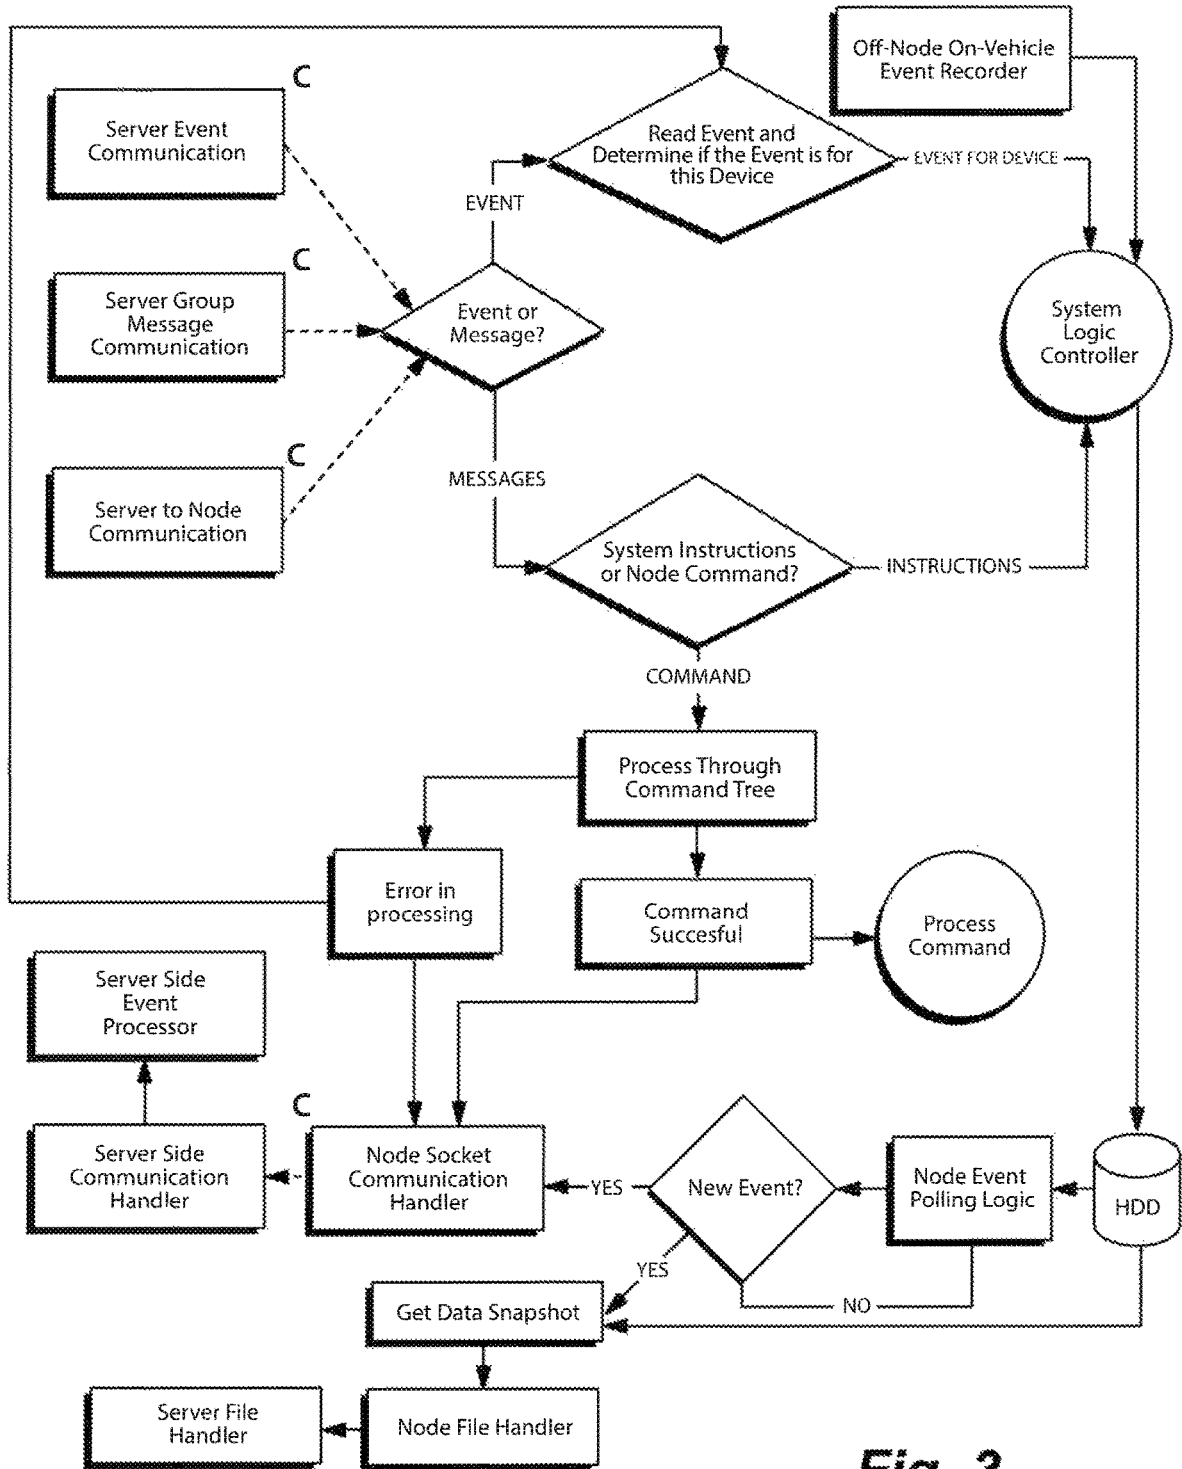 Off-Node On-Vehicle
Event Recorder
C
Server Event
Communication
Read Event and
Determine if the Event is for
this Device
EVENT FOR DEVICE
EVENT
C
Server Group
Message
Communication
Event or
Message?
System
Logic
Controller
C
Server to Node
Communication
MESSAGES
System Instructions
or Node Command?
INSTRUCTIONS
COMMAND
Process Through
Command Tree
Error in
processing
Command
Succesful
Process
Command
Server Side
Event
Processor
C
Server Side
Communication
Handler
Node Socket
Communication
Handler
YES
New Event?
Node Event
Polling Logic
HDD
YES
NO
Get Data Snapshot
Server File
Handler
Node File Handler
Fig. 3